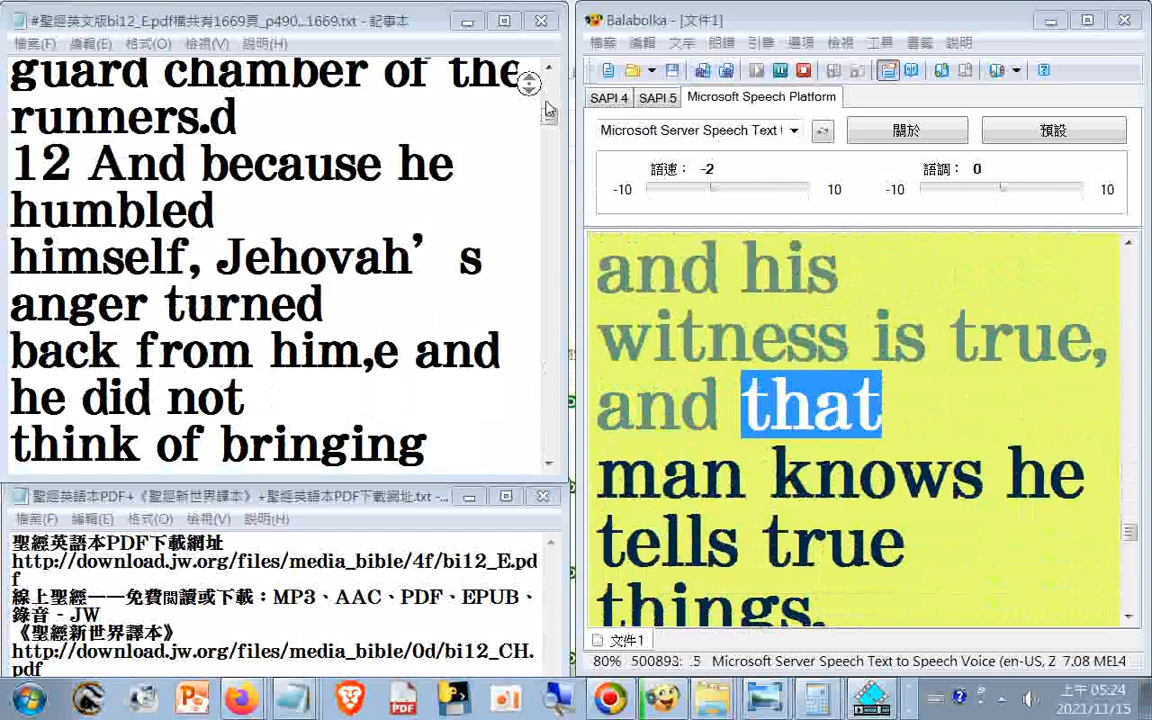 #聖經英文版bi12_E.pdf檔共有1669頁_p490...1669.txt - 記事本
檔案(F) 編輯(E) 格式(O) 檢視(V) 說明(H)
guard chamber of the
runners.d
12 And because he
humbled
himself, Jehovah’s
anger turned
back from him,e and
he did not
think of bringing
聖經英語本PDF+《聖經新世界譯本》+聖經英語本PDF下載網址.txt - ...
檔案(F) 編輯(E) 格式(O) 檢視(V) 說明(H)
聖經英語本PDF下載網址
http://download.jw.org/files/media_bible/4f/bi12_E.pd
f
線上聖經——免費閱讀或下載：MP3、AAC、PDF、EPUB、
錄音 - JW
《聖經新世界譯本》
http://download.jw.org/files/media_bible/0d/bi12_CH.
pdf
Balabolka - [文件1]
檔案 編輯 文字 朗讀 引擎 選項 檢視 工具 書籤 說明
SAPI 4 SAPI 5 Microsoft Speech Platform
Microsoft Server Speech Text 關於 預設
語速： -2 語調： 0
-10 10 -10 10
and his
witness is true,
and that
man knows he
tells true
things.
文件1
80% Microsoft Server Speech Text to Speech Voice (en-US, Z 7.08 ME14
上午 05:24
2021/11/15